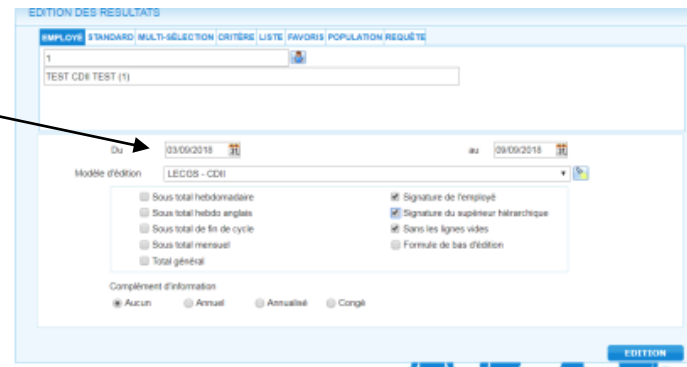 EDITION DES RESULTATS
EMPLOYÉ STANDARD MULTI-SÉLECTION CRITÈRE LISTE FAVORIS POPULATION REQUÊTE
1
TEST CDII TEST (1)
Du 03/09/2018 au 09/09/2018
Modèle d'édition LECOS - CDII
Sous total hebdomadaire Signature de l'employé
Sous total hebdo anglais Signature du supérieur hiérarchique
Sous total de fin de cycle Sans les lignes vides
Sous total mensuel Formule de bas d'édition
Total général
Complément d'information
Aucun Annuel Annualisé Congé
EDITION